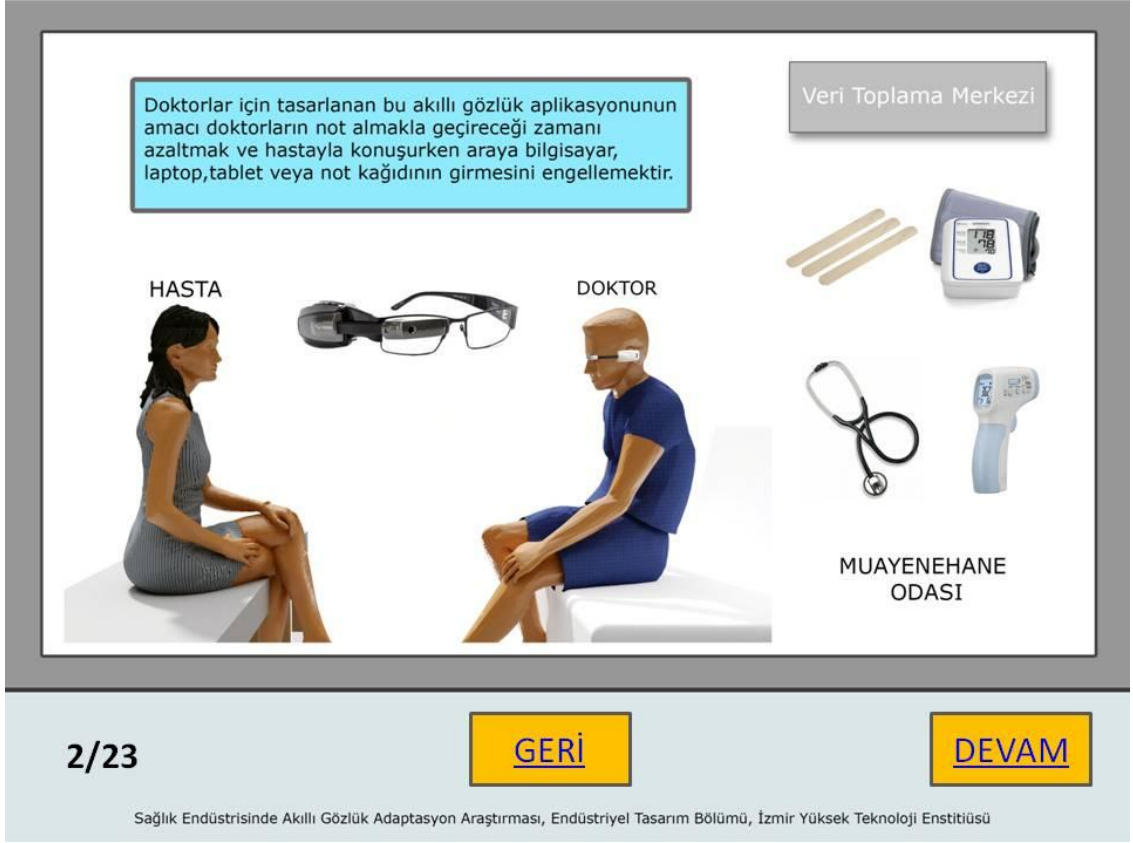 Doktorlar için tasarlanan bu akıllı gözlük aplikasyonunun
amacı doktorların not almakla geçireceği zamanı
azaltmak ve hastayla konuşurken araya bilgisayar,
laptop,tablet veya not kağıdının girmesini engellemektir.
Veri Toplama Merkezi
HASTA
DOKTOR
MUAYENEHANE
ODASI
2/23
GERİ
DEVAM
Sağlık Endüstrisinde Akıllı Gözlük Adaptasyon Araştırması, Endüstriyel Tasarım Bölümü, İzmir Yüksek Teknoloji Enstitiüsü